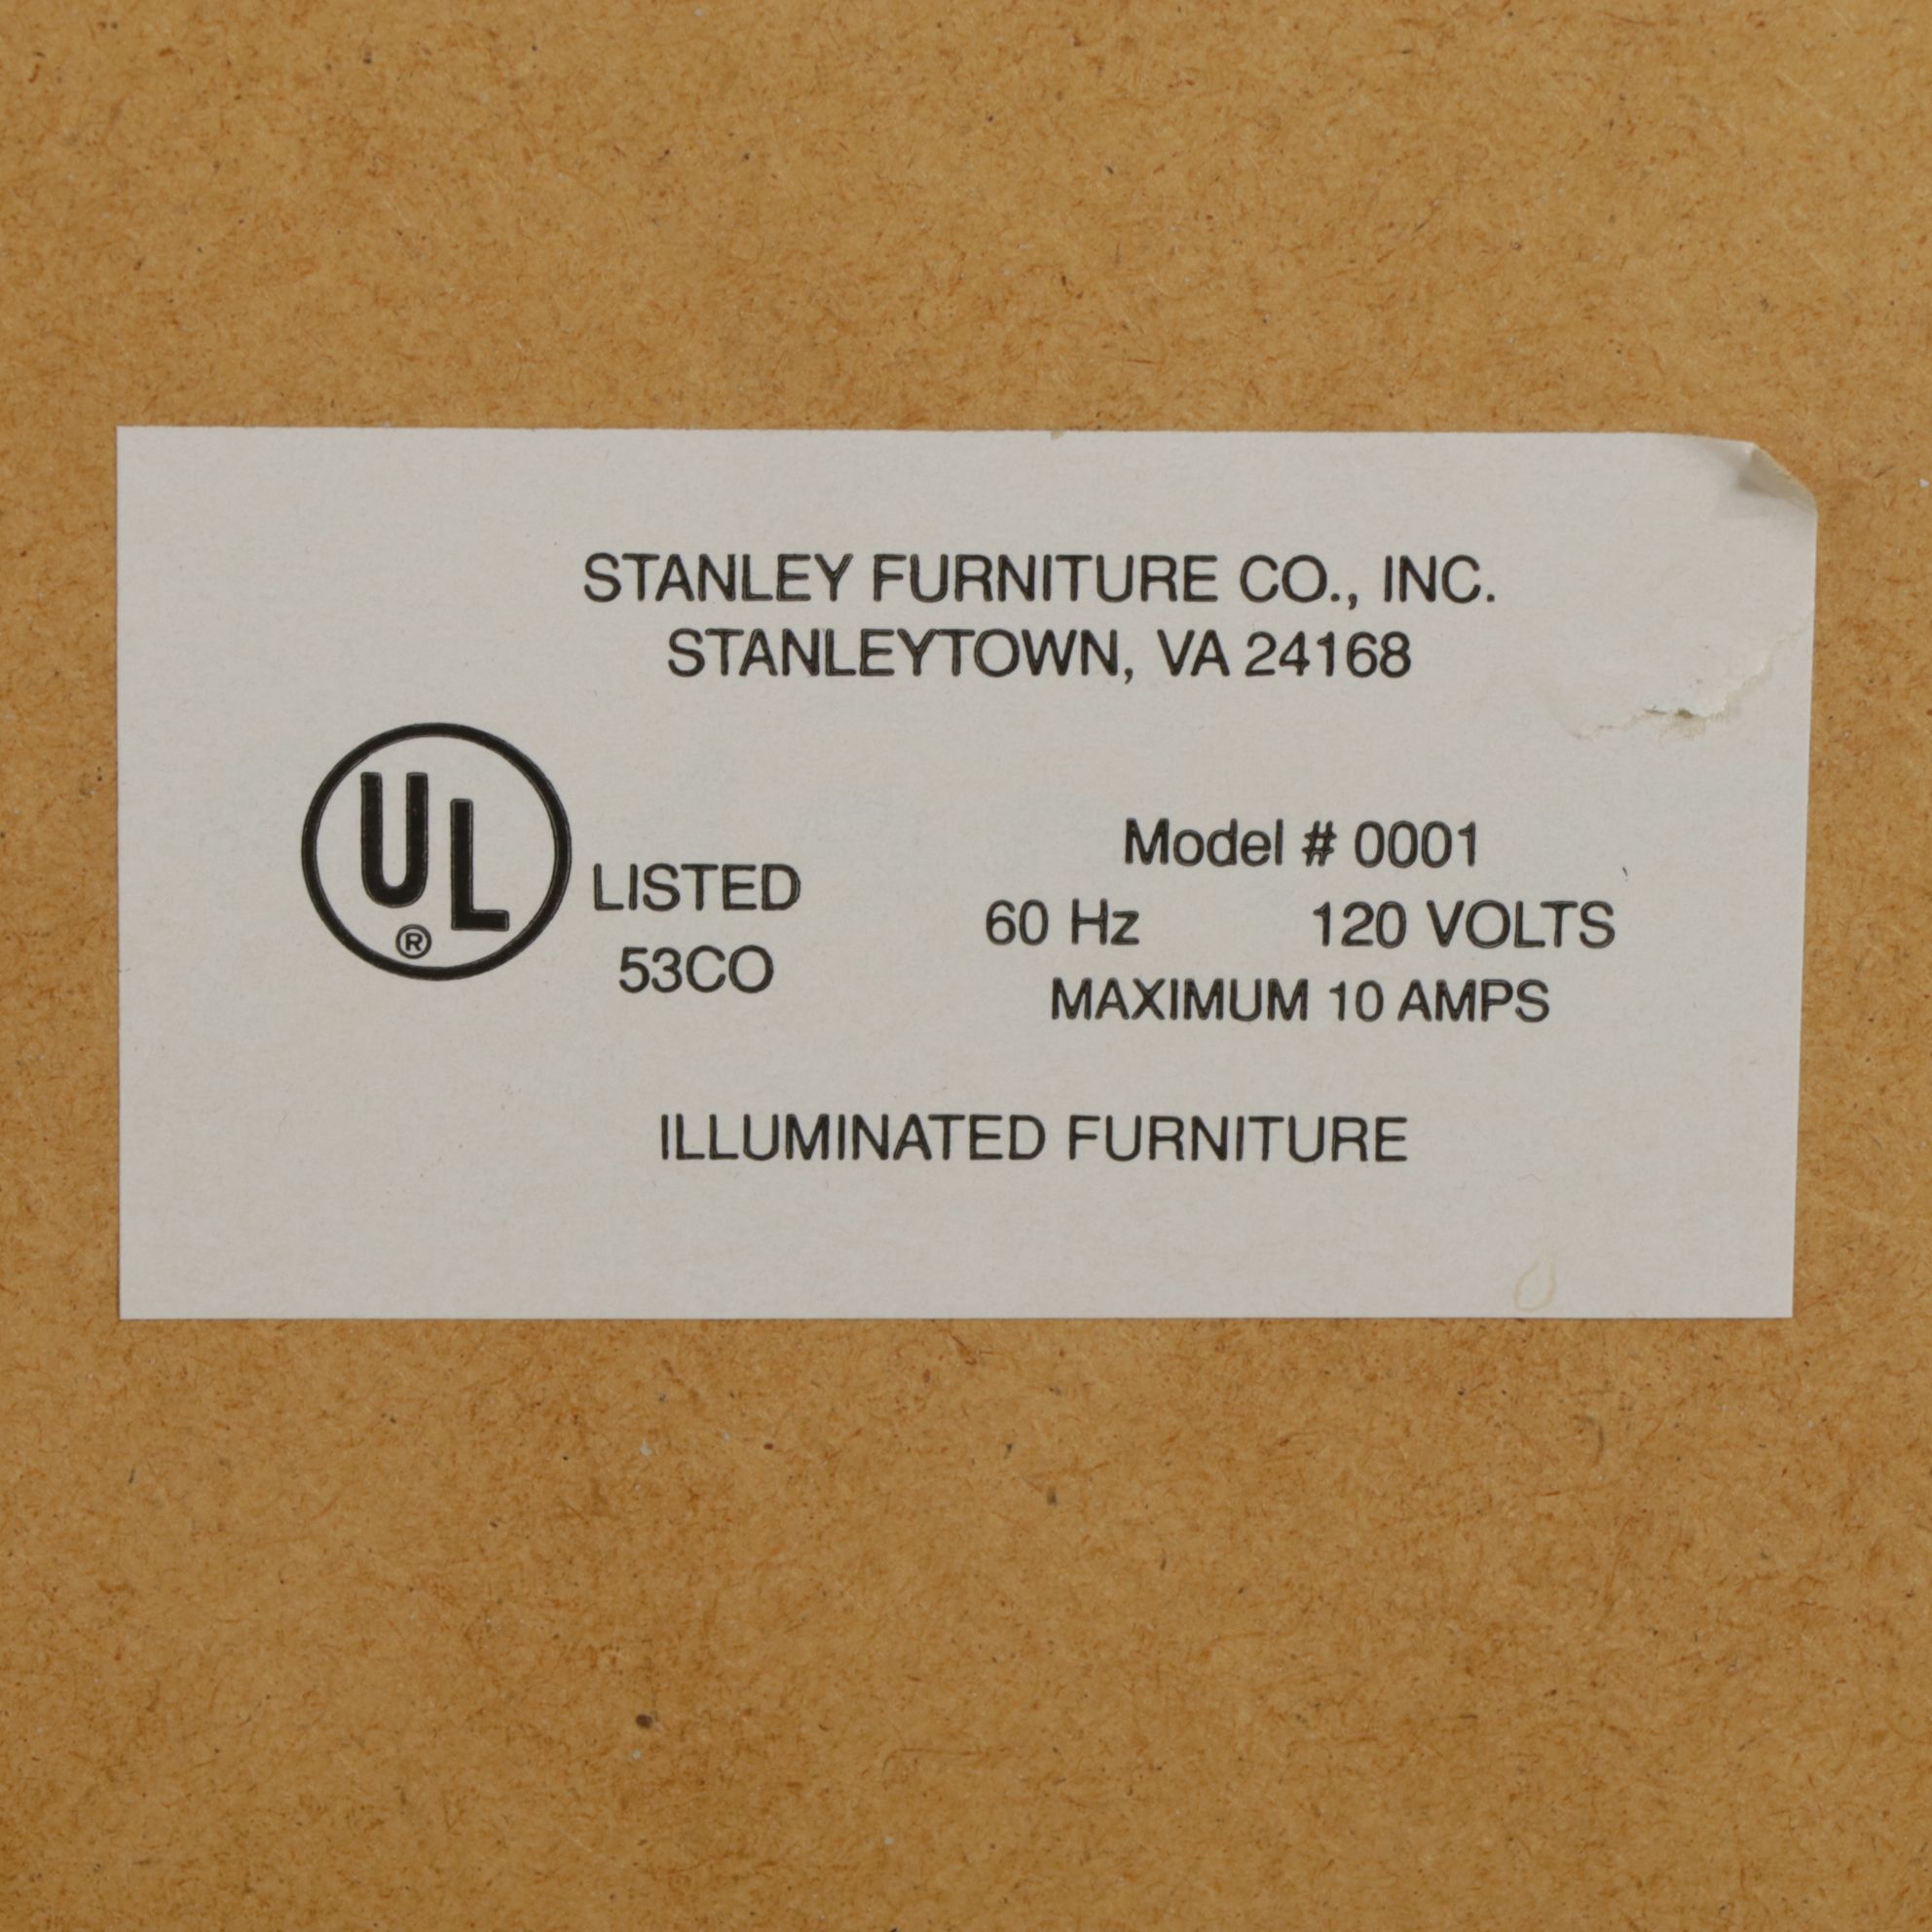 STANLEY FURNITURE CO., INC.
STANLEYTOWN, VA 24168
UL
®
LISTED
53CO
Model # 0001
60 Hz 120 VOLTS
MAXIMUM 10 AMPS
ILLUMINATED FURNITURE